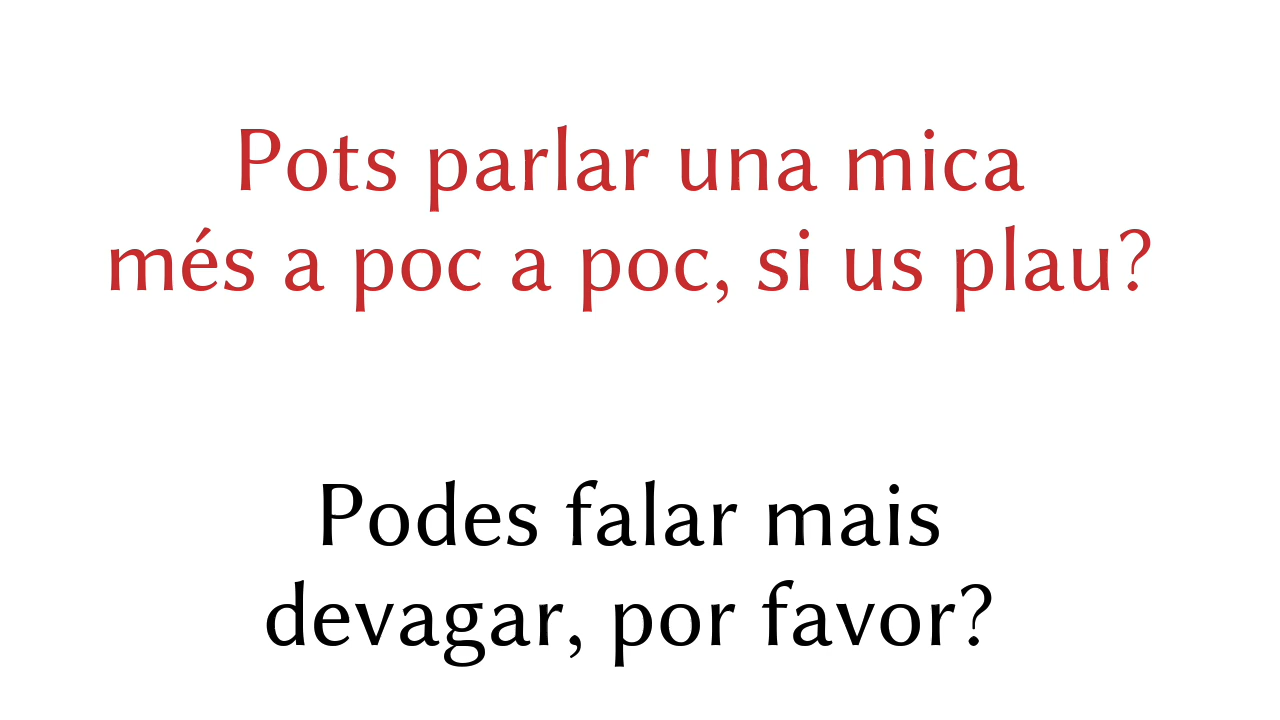 Pots parlar una mica
més a poc a poc, si us plau?
Podes falar mais
devagar, por favor?